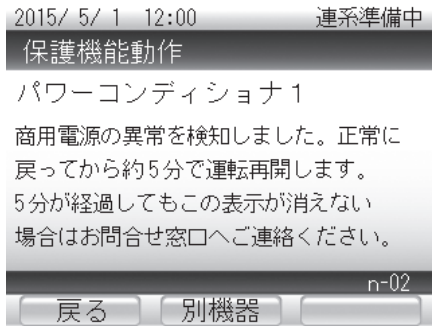 2015/ 5/ 1 12:00 連系準備中
保護機能動作
パワーコンディショナ1
商用電源の異常を検知しました。正常に
戻ってから約5分で運転再開します。
5分が経過してもこの表示が消えない
場合はお問合せ窓口へご連絡ください。
n-02
戻る 別機器